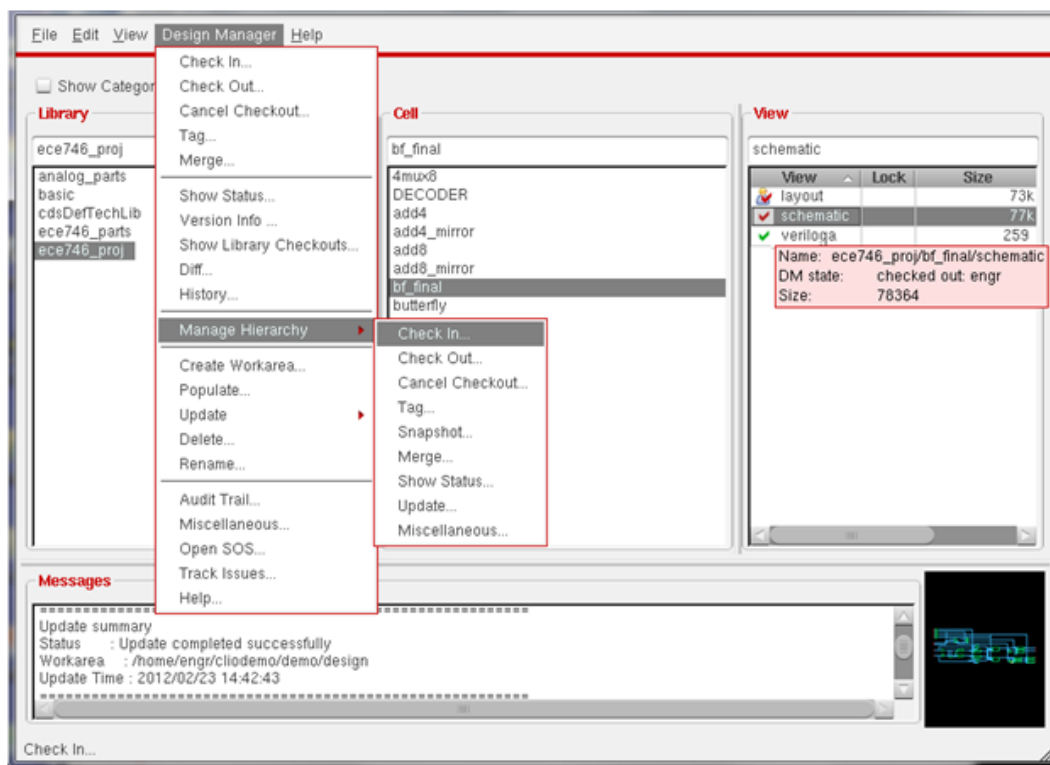 File Edit View Design Manager Help
Check In...
Check Out...
Cancel Checkout...
Tag...
Merge...
Show Status...
Version Info ...
Show Library Checkouts...
Diff...
History...
Manage Hierarchy
Create Workarea...
Populate...
Update
Delete...
Rename...
Audit Trail...
Miscellaneous...
Open SOS...
Track Issues...
Help...
Check In...
Check Out...
Cancel Checkout...
Tag...
Snapshot...
Merge...
Show Status...
Update...
Miscellaneous...
Show Categor
Library
ece746_proj
analog_parts
basic
cdsDefTechLib
ece746_parts
ece746_proj
Cell
bf_final
4mux8
DECODER
add4
add4_mirror
add8
add8_mirror
bf_final
butterfly
View
schematic
View Lock Size
layout 73k
schematic 77k
veriloga 259
Name: ece746_proj/bf_final/schematic
DM state: checked out: engr
Size: 78364
Messages
Update summary
Status : Update completed successfully
Workarea : /home/engr/cliodemo/demo/design
Update Time : 2012/02/23 14:42:43
Check In...